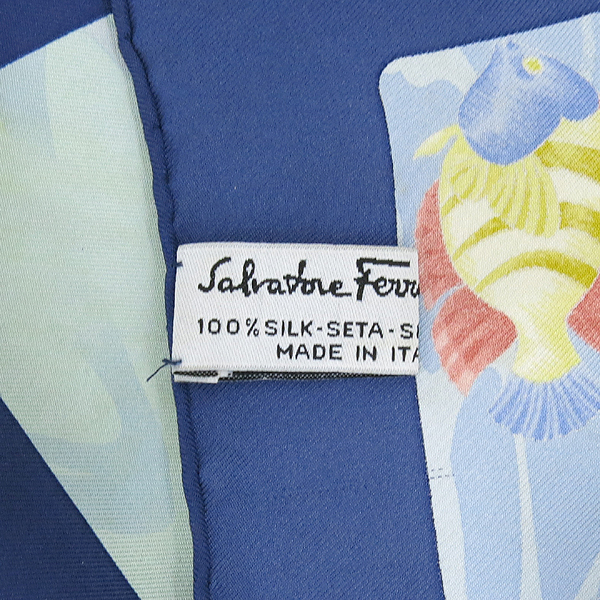 Salvatore Ferr
100% SILK-SETA-S
MADE IN ITA